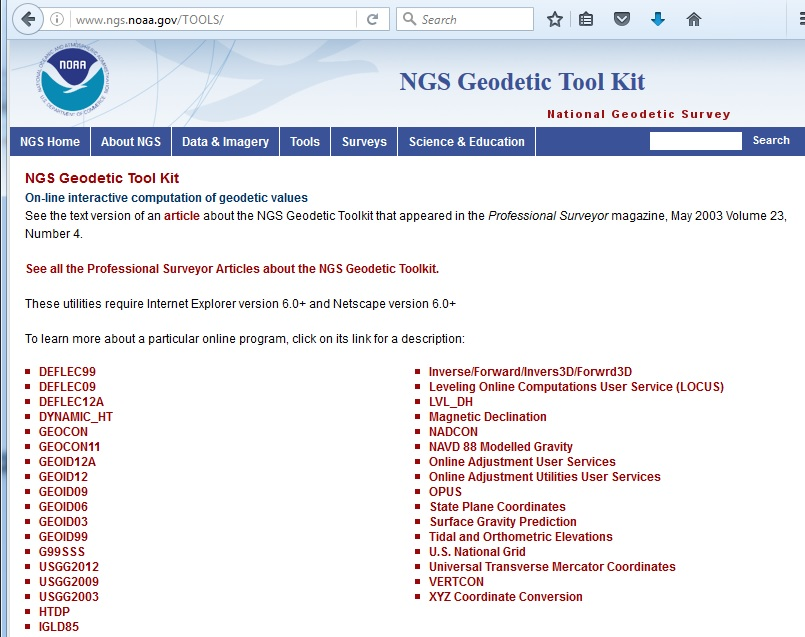 www.ngs.noaa.gov/TOOLS/
Search
NOAA
NGS Geodetic Tool Kit
National Geodetic Survey
NGS Home
About NGS
Data & Imagery
Tools
Surveys
Science & Education
Search
NGS Geodetic Tool Kit
On-line interactive computation of geodetic values
See the text version of an article about the NGS Geodetic Toolkit that appeared in the Professional Surveyor magazine, May 2003 Volume 23,
Number 4.
See all the Professional Surveyor Articles about the NGS Geodetic Toolkit.
These utilities require Internet Explorer version 6.0+ and Netscape version 6.0+
To learn more about a particular online program, click on its link for a description:
DEFLEC99
DEFLEC09
DEFLEC12A
DYNAMIC_HT
GEOCON
GEOCON11
GEOID12A
GEOID12
GEOID09
GEOID06
GEOID03
GEOID99
G99SSS
USGG2012
USGG2009
USGG2003
HTDP
IGLD85
Inverse/Forward/Invers3D/Forwrd3D
Leveling Online Computations User Service (LOCUS)
LVL_DH
Magnetic Declination
NADCON
NAVD 88 Modelled Gravity
Online Adjustment User Services
Online Adjustment Utilities User Services
OPUS
State Plane Coordinates
Surface Gravity Prediction
Tidal and Orthometric Elevations
U.S. National Grid
Universal Transverse Mercator Coordinates
VERTCON
XYZ Coordinate Conversion